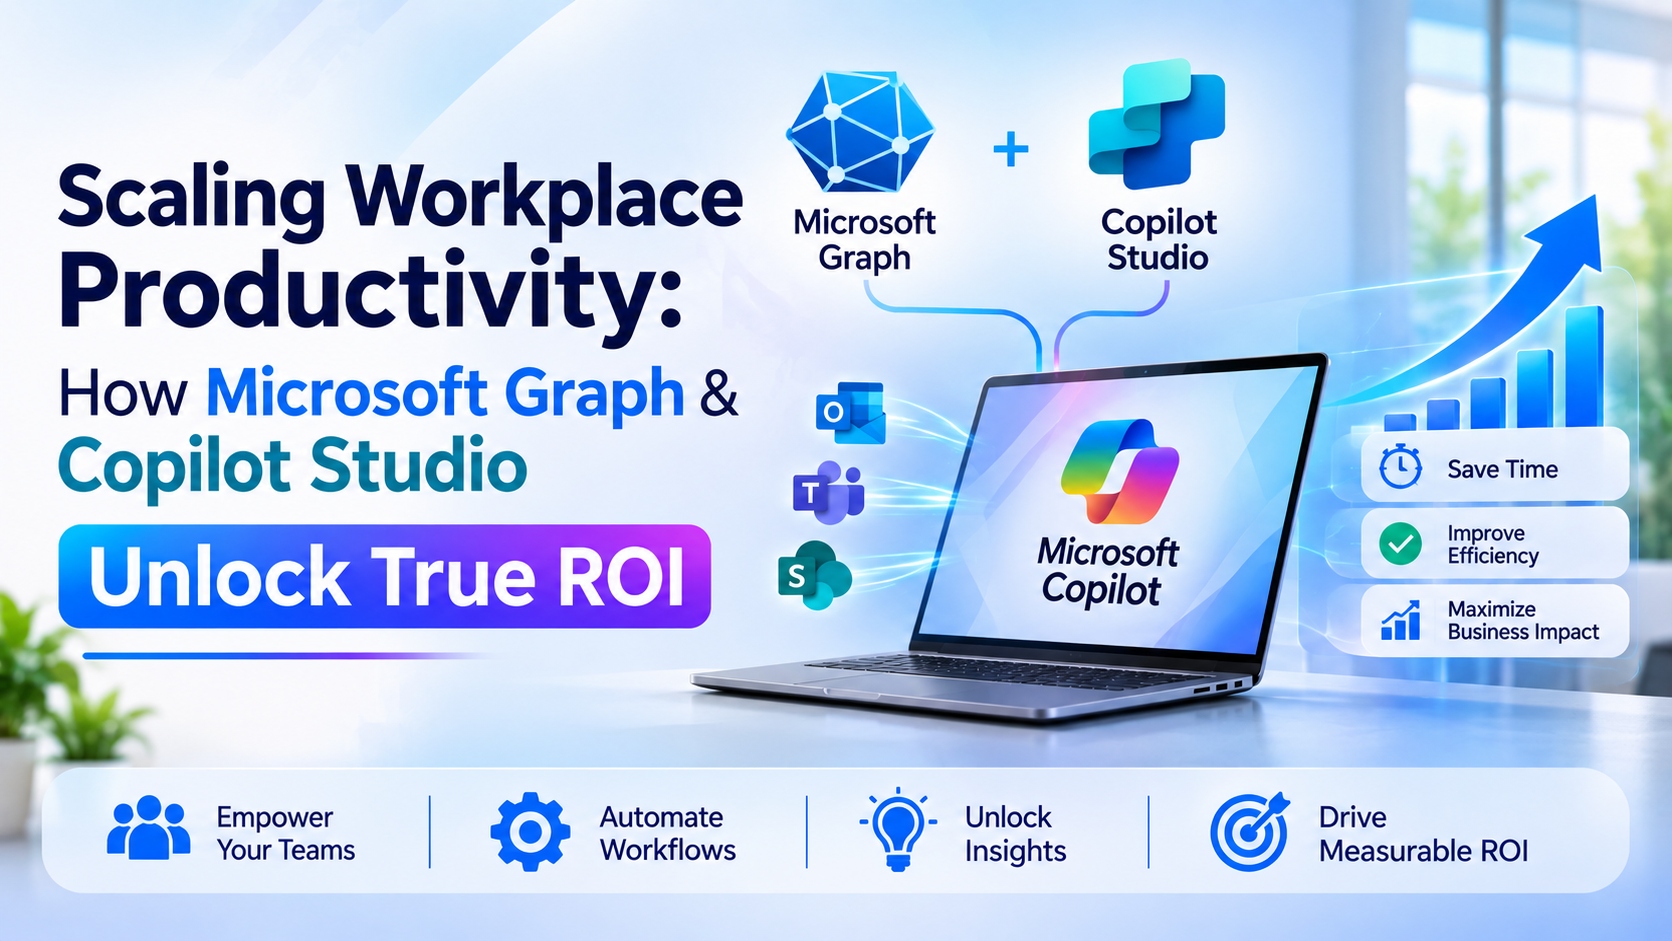 Scaling Workplace
Productivity:
How Microsoft Graph &
Copilot Studio
Unlock True ROI
Microsoft
Graph
+
Copilot
Studio
O
T
S
Microsoft
Copilot
Save Time
Improve
Efficiency
Maximize
Business Impact
Empower
Your Teams
Automate
Workflows
Unlock
Insights
Drive
Measurable ROI